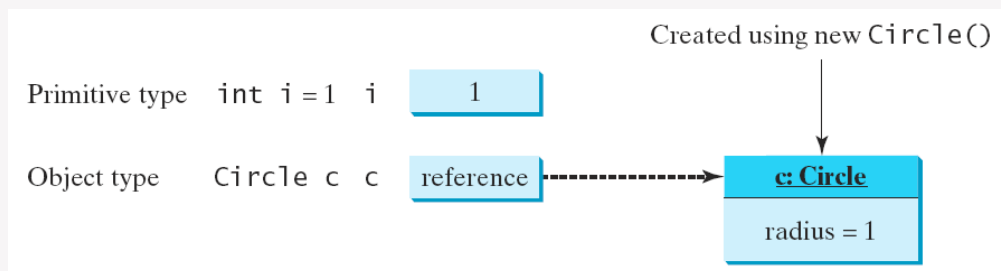 Created using new Circle()
Primitive type int i = 1 i 1
Object type Circle c c reference
c: Circle
radius = 1